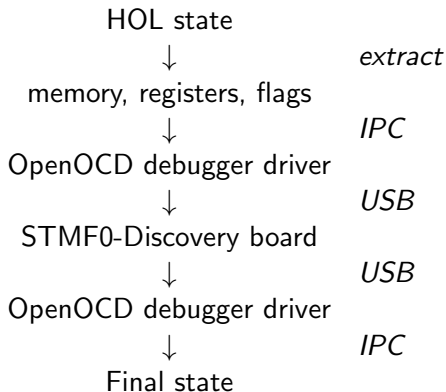 HOL state
↓ extract
memory, registers, flags
↓ IPC
OpenOCD debugger driver
↓ USB
STMF0-Discovery board
↓ USB
OpenOCD debugger driver
↓ IPC
Final state